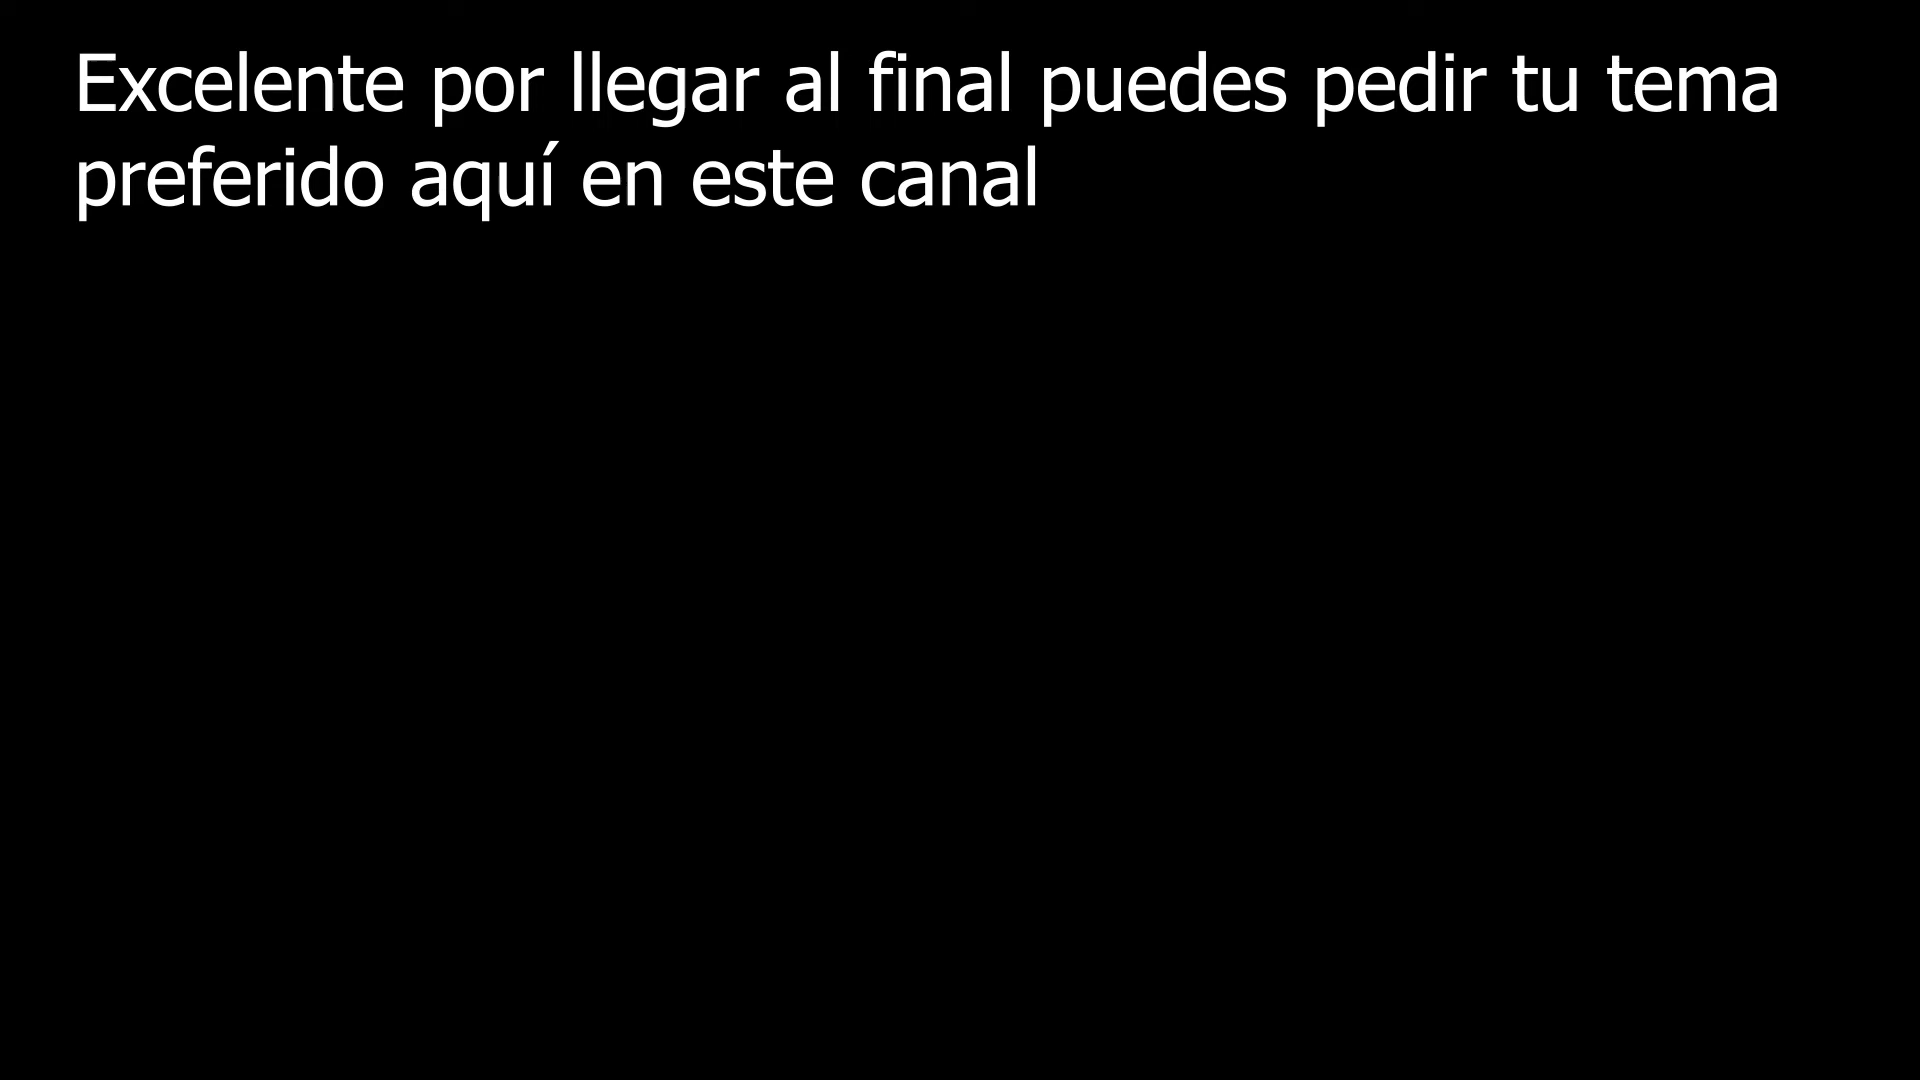 Excelente por llegar al final puedes pedir tu tema
preferido aquí en este canal